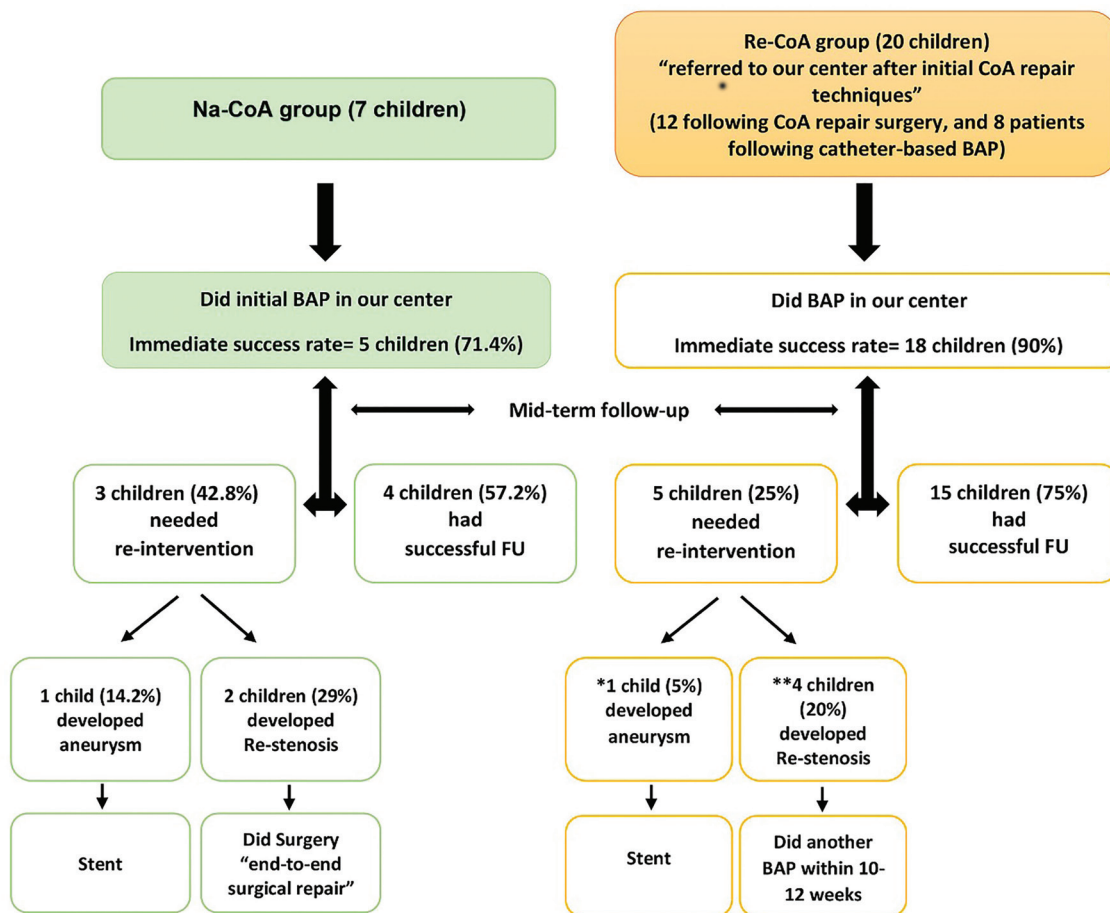 Na-CoA group (7 children)
Re-CoA group (20 children)
“referred to our center after initial CoA repair
techniques”
(12 following CoA repair surgery, and 8 patients
following catheter-based BAP)
Did initial BAP in our center
Immediate success rate= 5 children (71.4%)
Did BAP in our center
Immediate success rate= 18 children (90%)
Mid-term follow-up
3 children (42.8%)
needed
re-intervention
4 children (57.2%)
had
successful FU
5 children (25%)
needed
re-intervention
15 children (75%)
had
successful FU
1 child (14.2%)
developed
aneurysm
2 children (29%)
developed
Re-stenosis
*1 child (5%)
developed
aneurysm
**4 children
(20%)
developed
Re-stenosis
Stent
Did Surgery
“end-to-end
surgical repair”
Stent
Did another
BAP within 10-
12 weeks